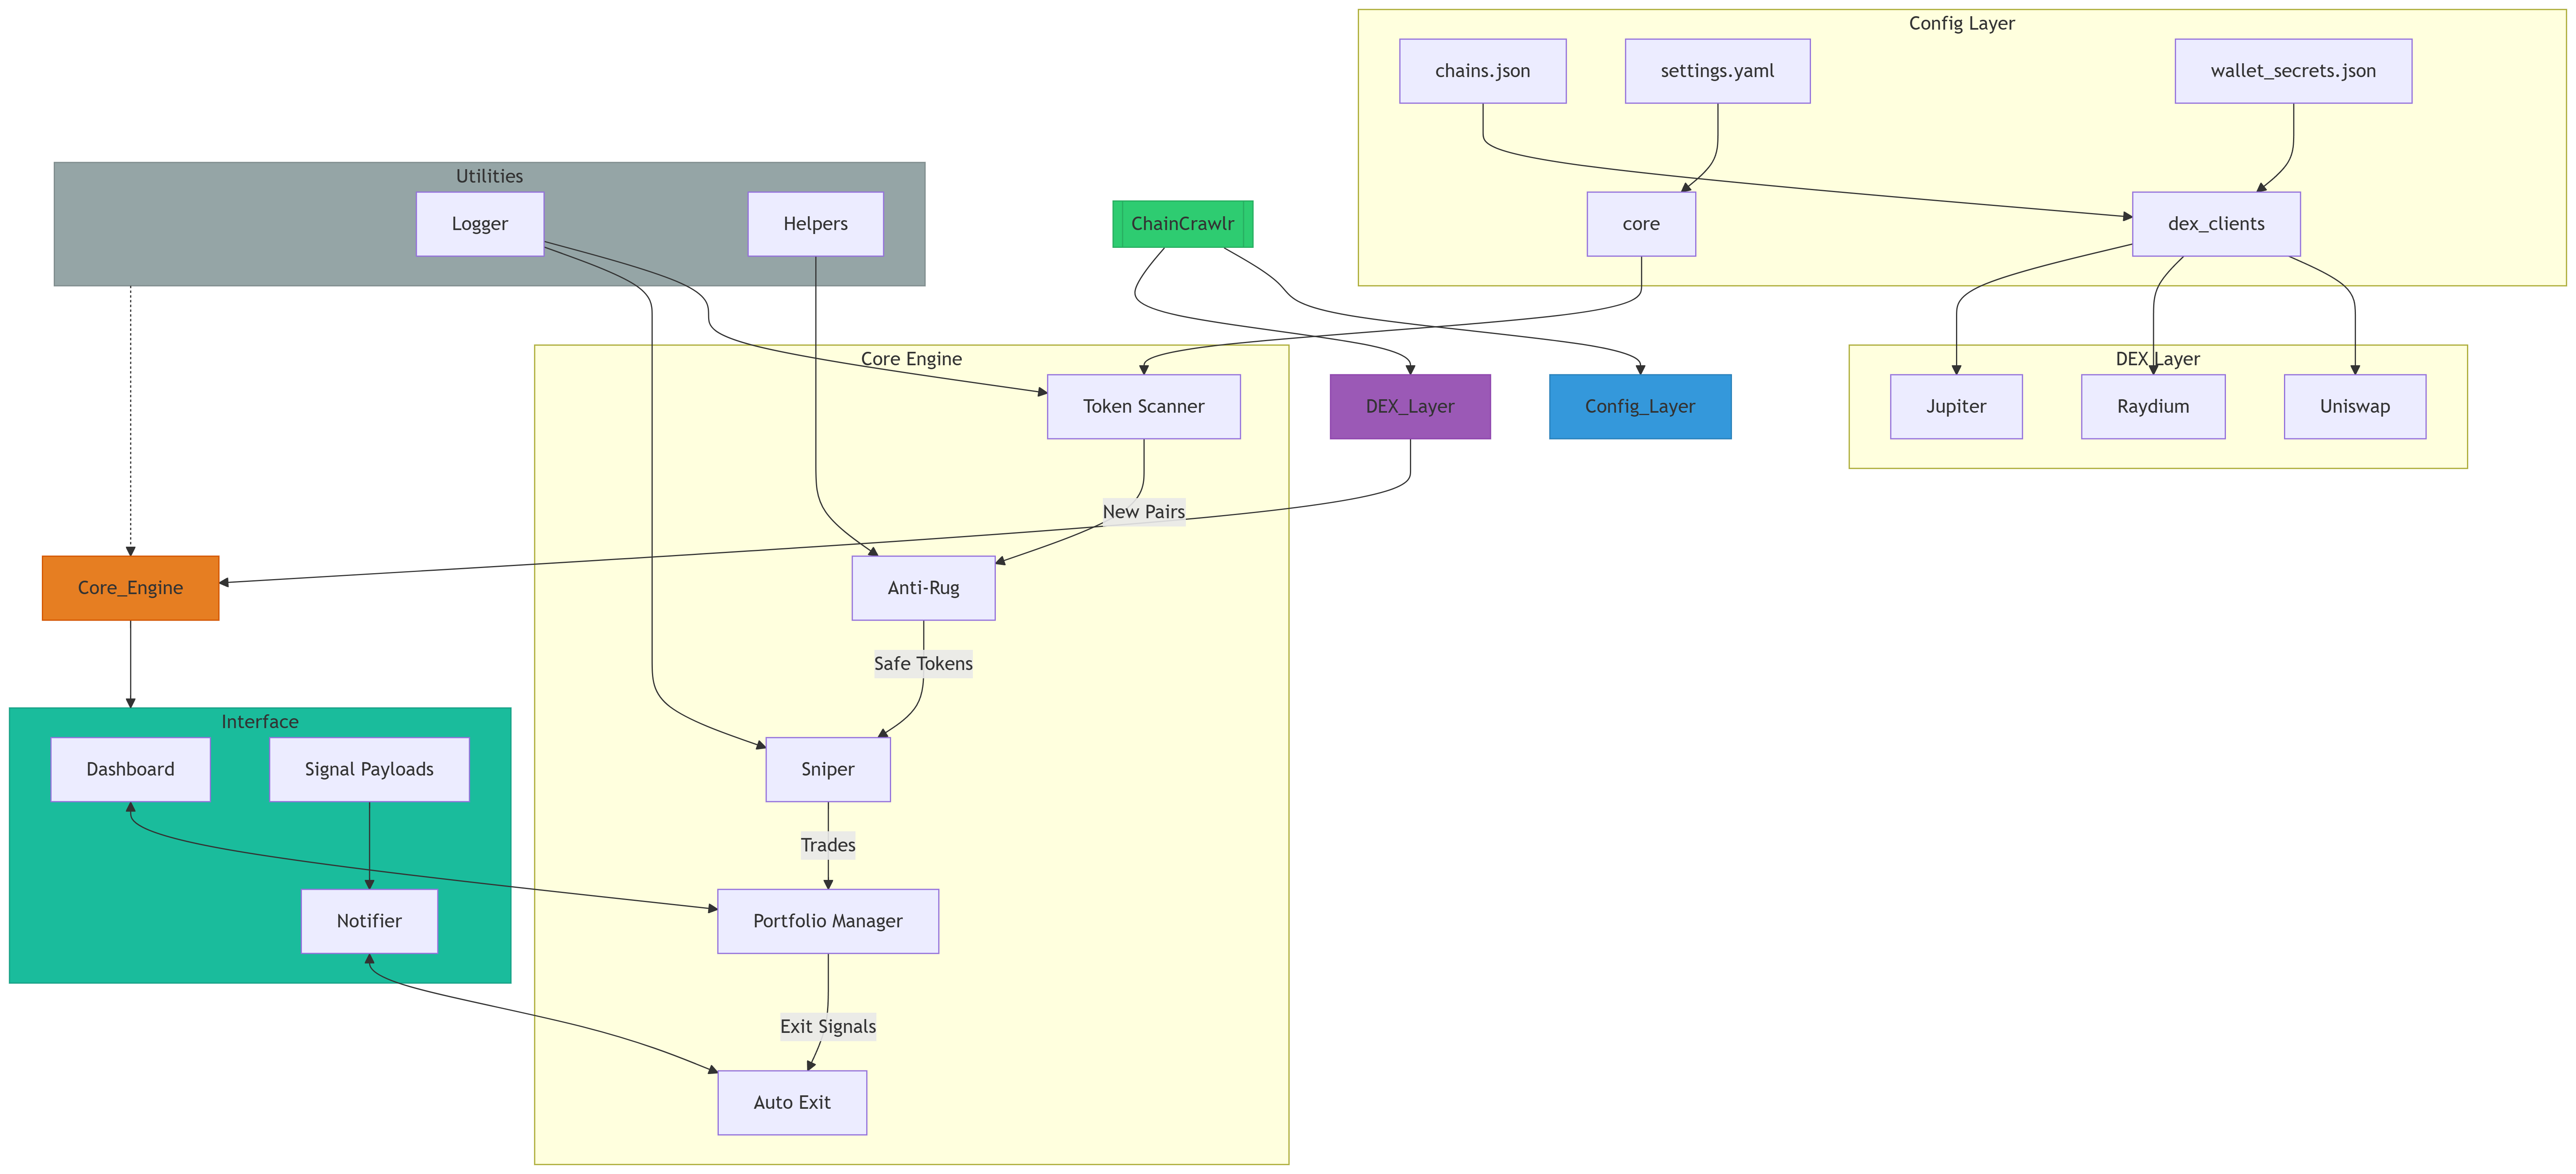 Config Layer
chains.json
settings.yaml
wallet_secrets.json
Utilities
Logger
Helpers
ChainCrawlr
core
dex_clients
Core Engine
DEX Layer
Token Scanner
DEX_Layer
Config_Layer
Jupiter
Raydium
Uniswap
New Pairs
Core_Engine
Anti-Rug
Safe Tokens
Interface
Dashboard
Signal Payloads
Sniper
Trades
Notifier
Portfolio Manager
Exit Signals
Auto Exit